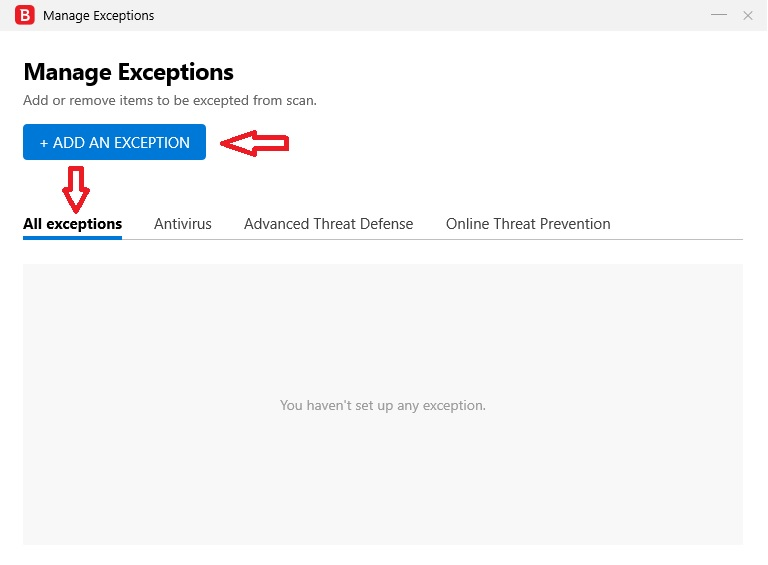 B Manage Exceptions
Manage Exceptions
Add or remove items to be excepted from scan.
+ ADD AN EXCEPTION
All exceptions Antivirus Advanced Threat Defense Online Threat Prevention
You haven't set up any exception.